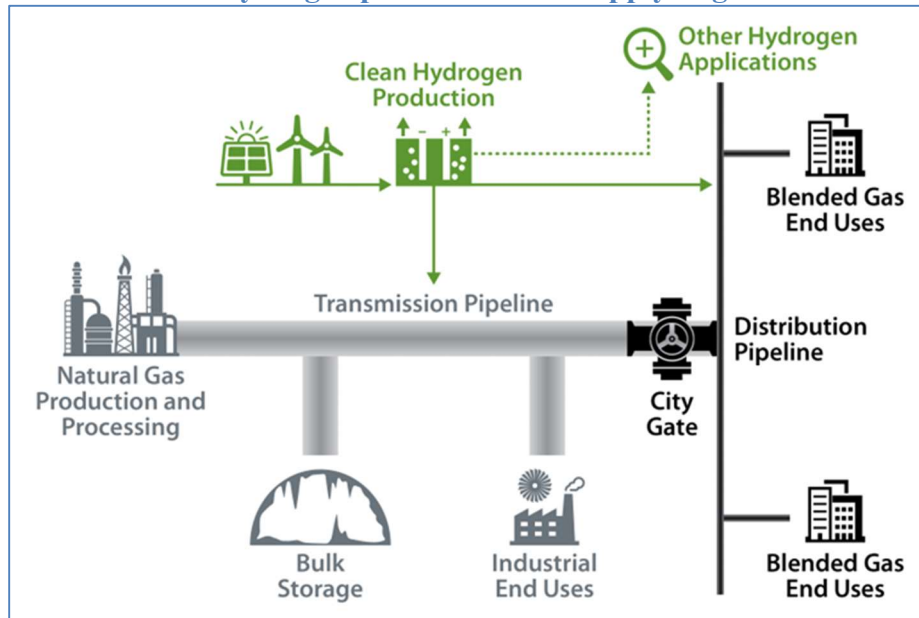 Other Hydrogen
Applications
Clean Hydrogen
Production
- +
Blended Gas
End Uses
Transmission Pipeline
Distribution
Pipeline
Natural Gas
Production and
Processing
City
Gate
Bulk
Storage
Industrial
End Uses
Blended Gas
End Uses